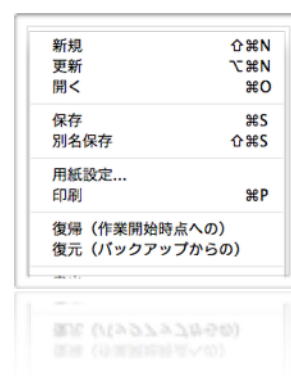 新規 ⇧⌘N
更新 ⌥⌘N
開く ⌘O
保存 ⌘S
別名保存 ⇧⌘S
用紙設定...
印刷 ⌘P
復帰（作業開始時点への）
復元（バックアップからの）